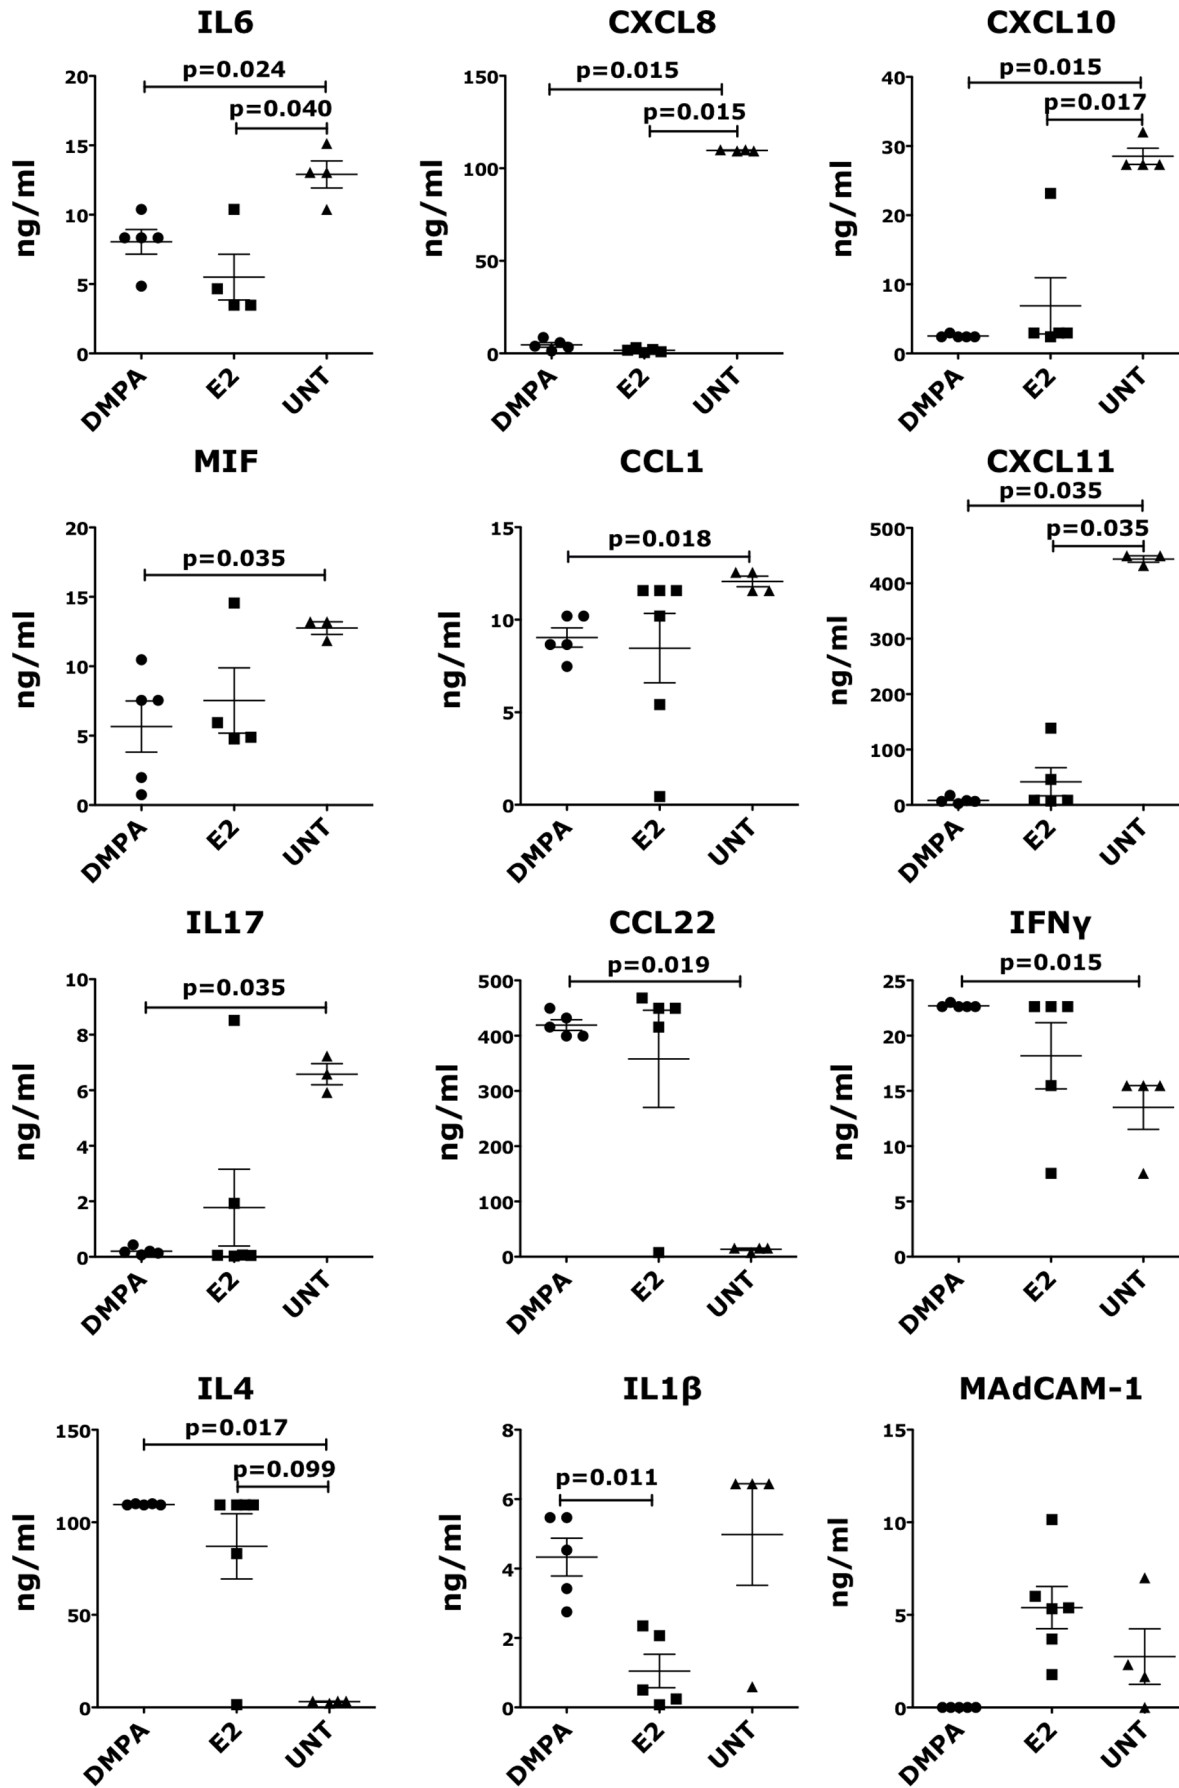 IL6
CXCL8
CXCL10
p=0.024
p=0.040
20
15
10
5
0
ng/ml
DMPA
E2
UNT
p=0.015
p=0.015
150
100
50
0
ng/ml
DMPA
E2
UNT
p=0.015
p=0.017
40
30
20
10
0
ng/ml
DMPA
E2
UNT
MIF
CCL1
CXCL11
p=0.035
20
15
10
5
0
ng/ml
DMPA
E2
UNT
p=0.018
15
10
5
0
ng/ml
DMPA
E2
UNT
p=0.035
p=0.035
500
400
300
200
100
0
ng/ml
DMPA
E2
UNT
IL17
CCL22
IFNγ
p=0.035
10
8
6
4
2
0
ng/ml
DMPA
E2
UNT
p=0.019
500
400
300
200
100
0
ng/ml
DMPA
E2
UNT
p=0.015
25
20
15
10
5
0
ng/ml
DMPA
E2
UNT
IL4
IL1β
MAdCAM-1
p=0.017
p=0.099
150
100
50
0
ng/ml
DMPA
E2
UNT
p=0.011
8
6
4
2
0
ng/ml
DMPA
E2
UNT
15
10
5
0
ng/ml
DMPA
E2
UNT